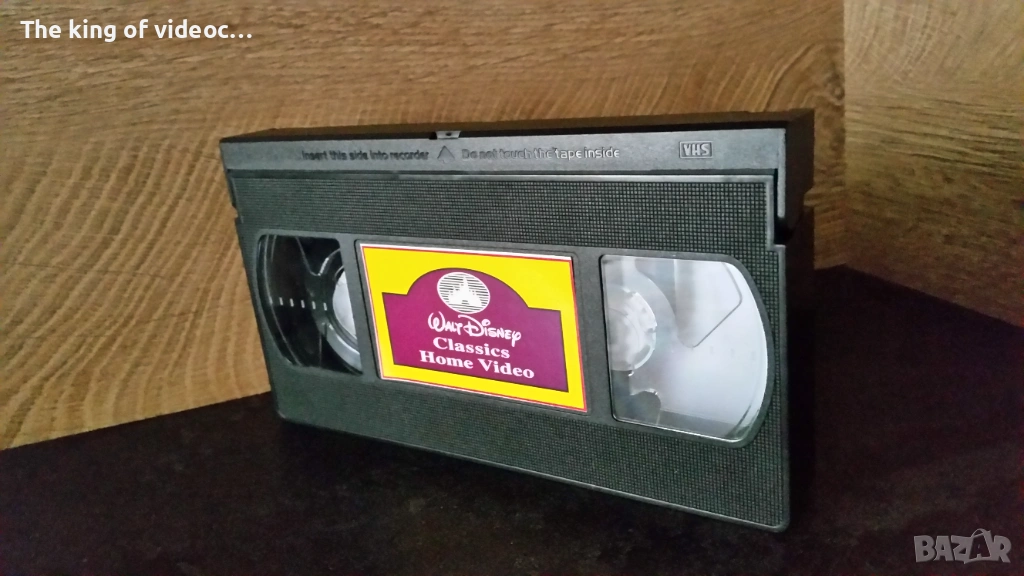 The king of videoc...
Insert this side into recorder Do not touch the tape inside VHS
WALT DISNEY
Classics
Home Video
BAZAR